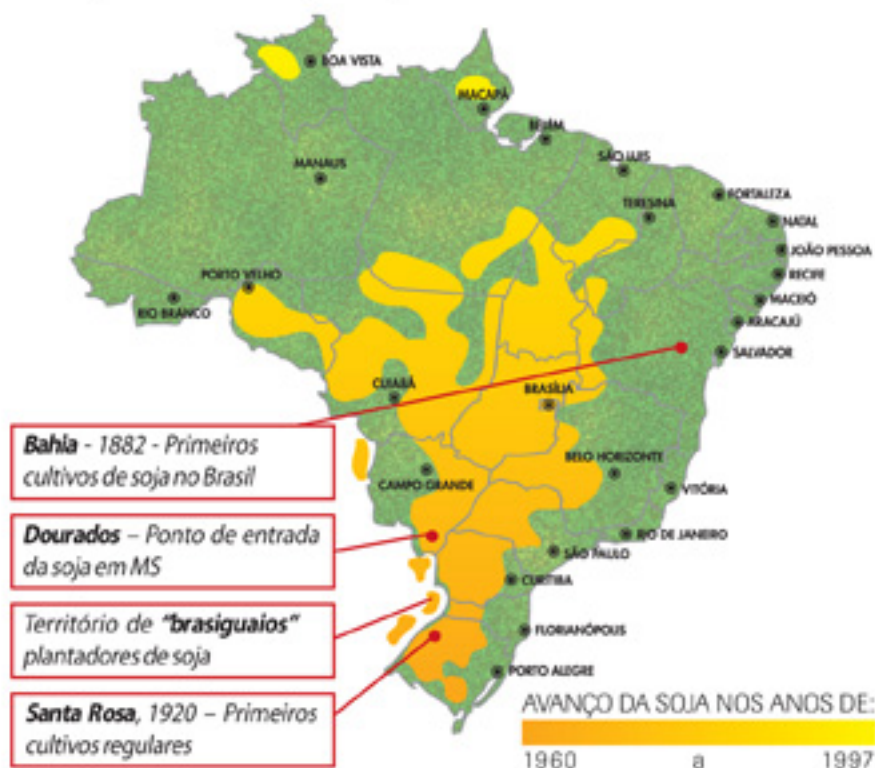 BOA VISTA
MACAPÁ
BELÉM
SÃO LUIS
MANAUS
FORTALEZA
TERESINA
NATAL
JOÃO PESSOA
PORTO VELHO
RECIFE
RIO BRANCO
MACEIÓ
ARACAJÚ
SALVADOR
CUIABÁ
BRASÍLIA
Bahia - 1882 - Primeiros
cultivos de soja no Brasil
BELO HORIZONTE
CAMPO GRANDE
VITÓRIA
Dourados – Ponto de entrada
da soja em MS
RIO DE JANEIRO
SÃO PAULO
CURITIBA
Território de "brasiguaios"
plantadores de soja
FLORIANÓPOLIS
PORTO ALEGRE
Santa Rosa, 1920 – Primeiros
cultivos regulares
AVANÇO DA SOJA NOS ANOS DE:
1960 a 1997